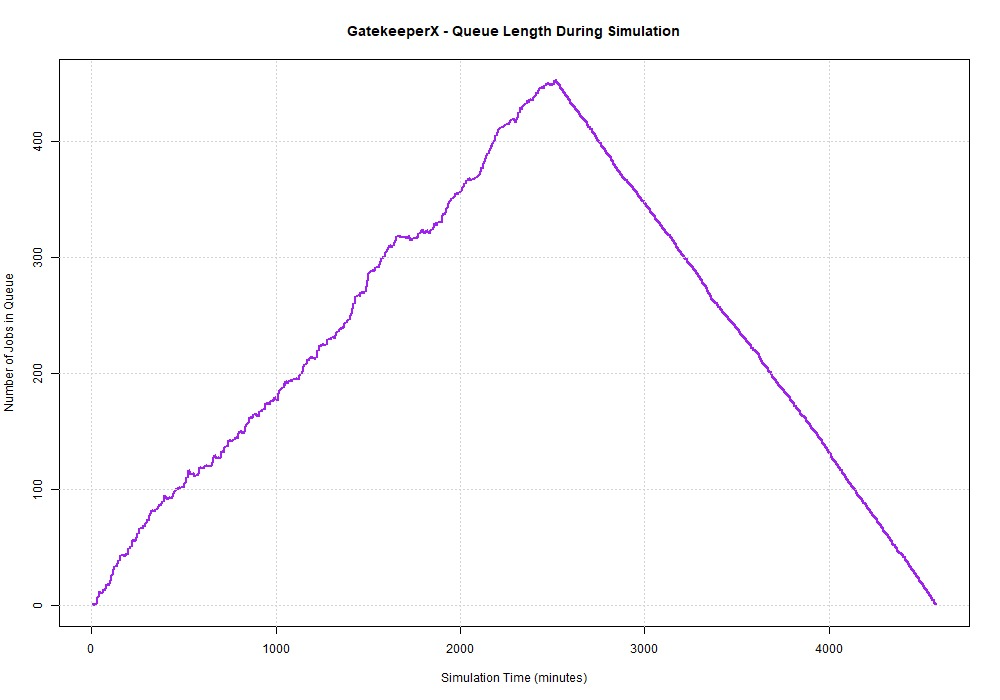 GatekeeperX - Queue Length During Simulation
Number of Jobs in Queue
400
300
200
100
0
0 1000 2000 3000 4000
Simulation Time (minutes)